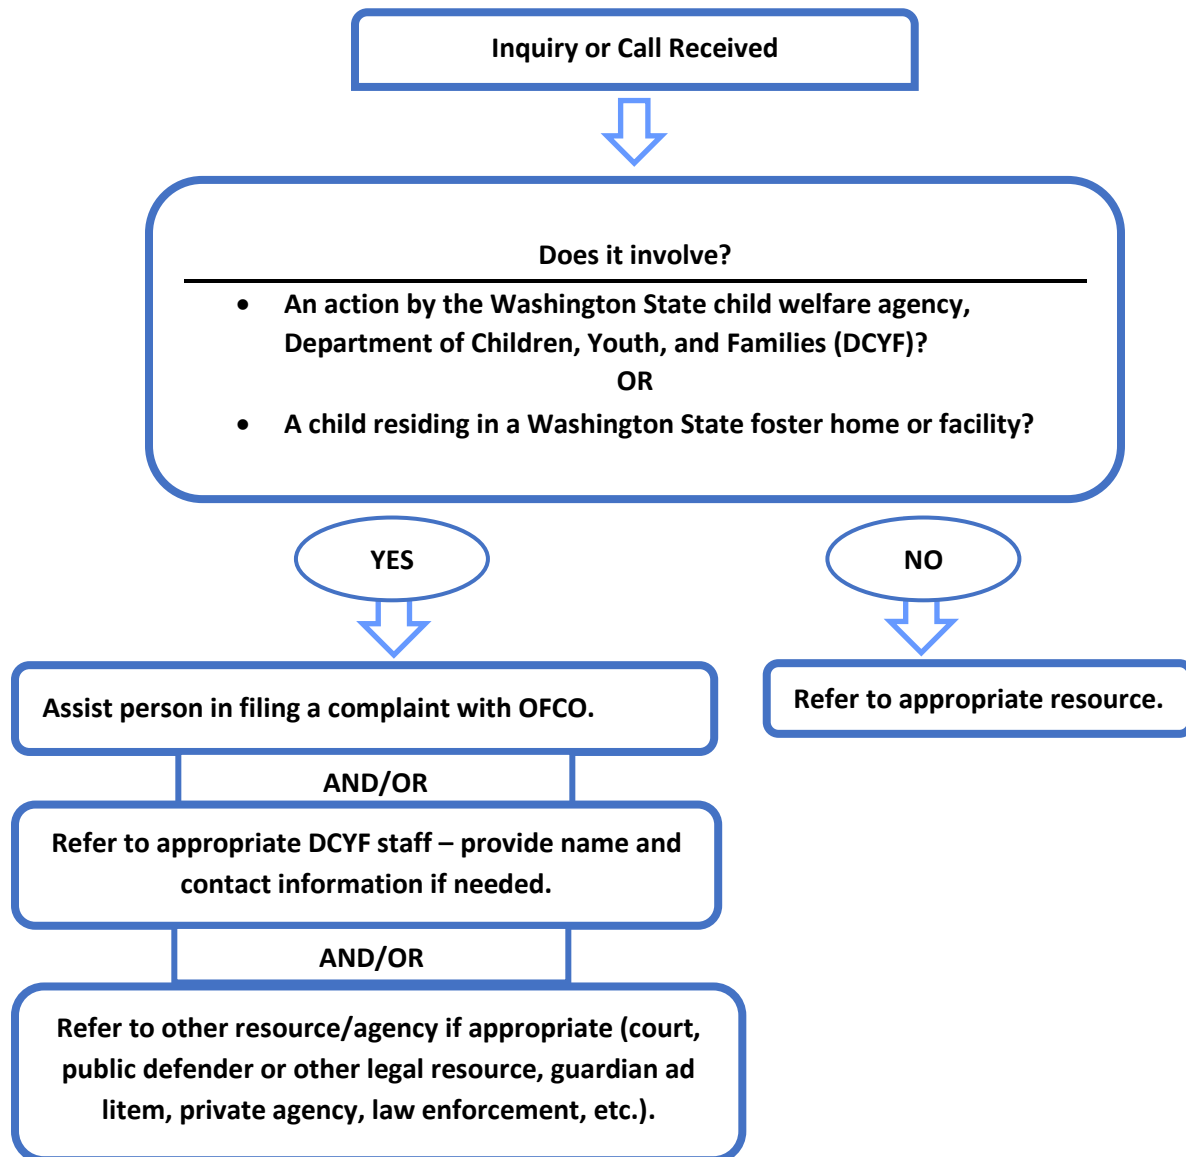 Inquiry or Call Received
Does it involve?
• An action by the Washington State child welfare agency,
Department of Children, Youth, and Families (DCYF)?
OR
• A child residing in a Washington State foster home or facility?
YES
NO
Assist person in filing a complaint with OFCO.
Refer to appropriate resource.
AND/OR
Refer to appropriate DCYF staff – provide name and
contact information if needed.
AND/OR
Refer to other resource/agency if appropriate (court,
public defender or other legal resource, guardian ad
litem, private agency, law enforcement, etc.).